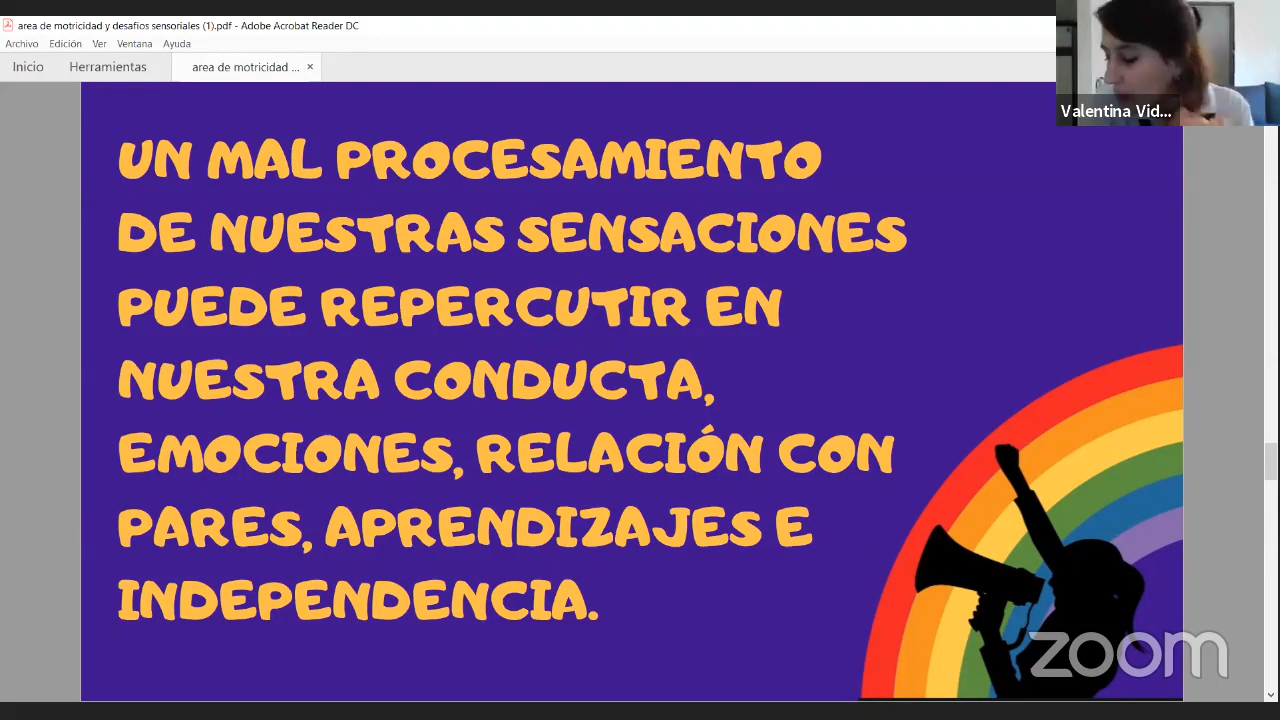 area de motricidad y desafios sensoriales (1).pdf - Adobe Acrobat Reader DC
Archivo Edición Ver Ventana Ayuda
Inicio Herramientas area de motricidad ... ×
Valentina Vid...
UN MAL PROCESAMIENTO
DE NUESTRAS SENSACIONES
PUEDE REPERCUTIR EN
NUESTRA CONDUCTA,
EMOCIONES, RELACIÓN CON
PARES, APRENDIZAJES E
INDEPENDENCIA.
zoom